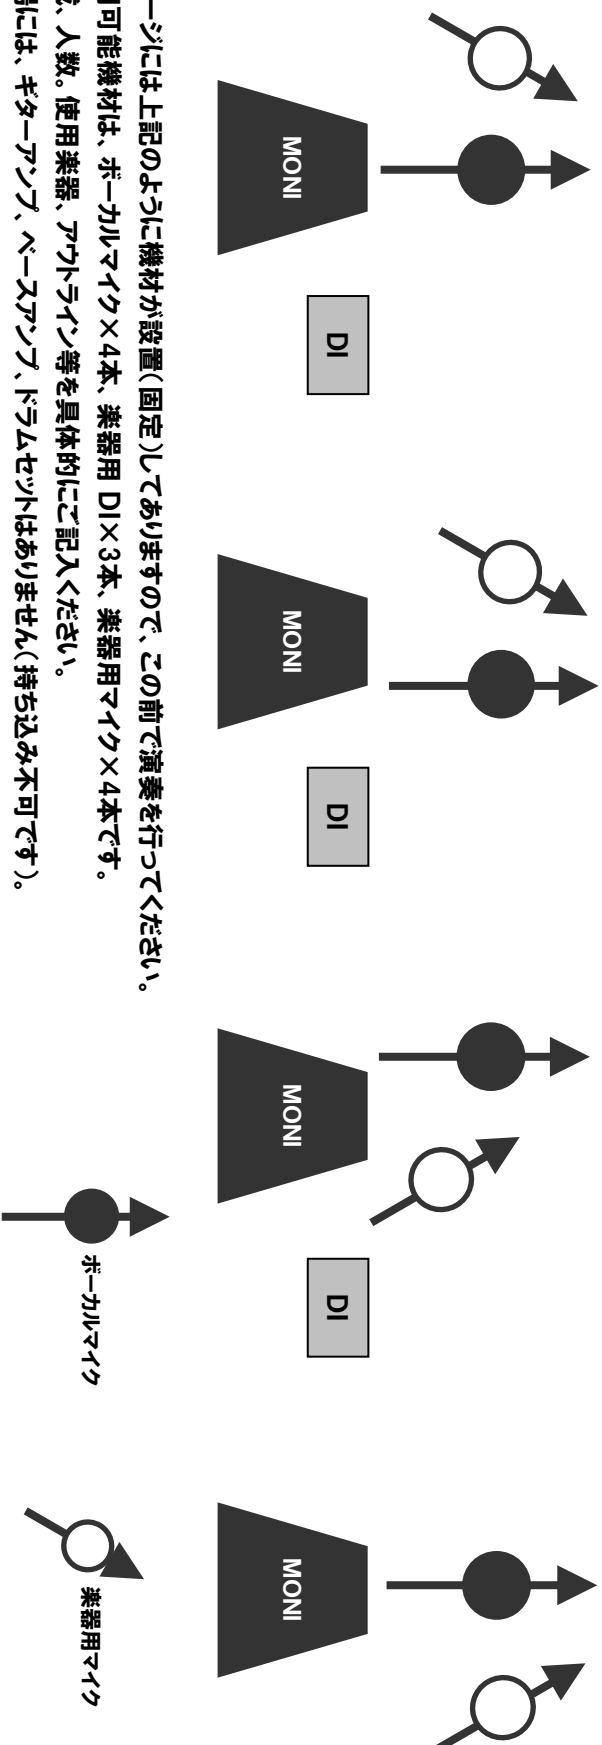 MONI
MONI
MONI
MONI
DI
DI
DI
ージには上記のように機材が設置（固定）してありますので、この前で演奏を行ってください。
可能機材は、ボーカルマイク×4本、楽器用 DI×3本、楽器用マイク×4本です。
、人数。使用楽器、アウトライン等を具体的にご記入ください。
には、ギターアンプ、ベースアンプ、ドラムセットはありません（持ち込み不可です）。
ボーカルマイク
楽器用マイク